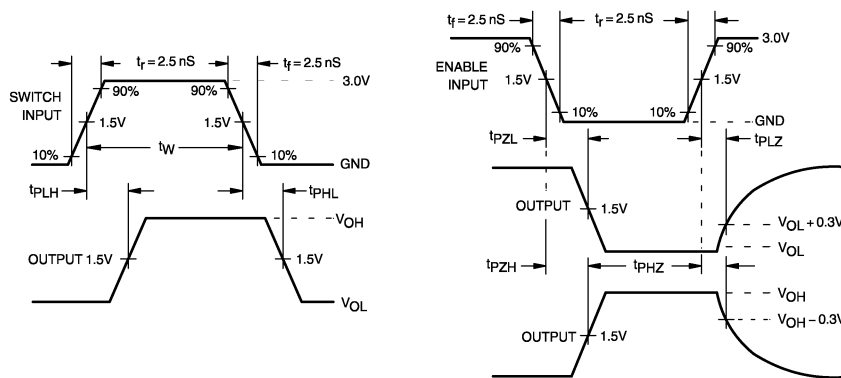 tr = 2.5 nS
tf = 2.5 nS
3.0V
90%
90%
SWITCH
INPUT
1.5V
1.5V
10%
tW
10%
GND
tPLH
tPHL
VOH
OUTPUT 1.5V
1.5V
VOL
tf = 2.5 nS
tr = 2.5 nS
3.0V
90%
90%
ENABLE
INPUT
1.5V
1.5V
10%
10%
GND
tPZL
tPLZ
OUTPUT
1.5V
VOL + 0.3V
VOL
tPZH
tPHZ
VOH
VOH − 0.3V
OUTPUT
1.5V